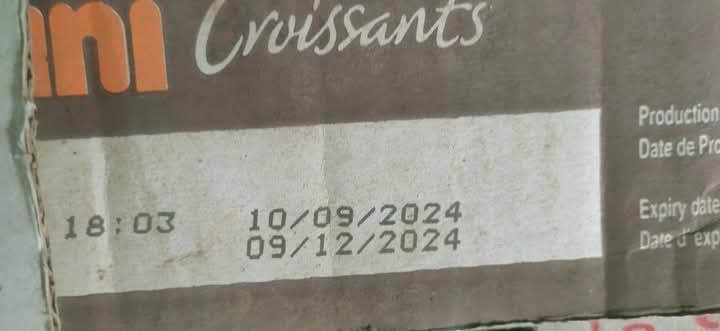 Croissants
Production
Date de Pro
18:03 10/09/2024
09/12/2024
Expiry date
Date d'exp